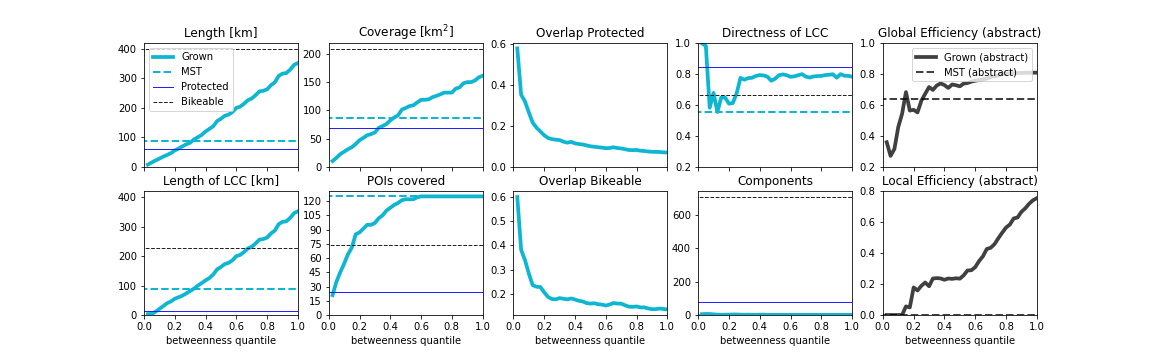 Length [km]
400
300
200
100
0
Grown
MST
Protected
Bikeable
Coverage [km²]
200
150
100
50
0
Overlap Protected
0.6
0.4
0.2
0.0
Directness of LCC
1.0
0.8
0.6
0.4
0.2
Global Efficiency (abstract)
1.0
0.8
0.6
0.4
0.2
Grown (abstract)
MST (abstract)
Length of LCC [km]
400
300
200
100
0
0.0 0.2 0.4 0.6 0.8 1.0
betweenness quantile
POIs covered
120
105
90
75
60
45
30
15
0
0.0 0.2 0.4 0.6 0.8 1.0
betweenness quantile
Overlap Bikeable
0.6
0.5
0.4
0.3
0.2
0.0 0.2 0.4 0.6 0.8 1.0
betweenness quantile
Components
600
400
200
0
0.0 0.2 0.4 0.6 0.8 1.0
betweenness quantile
Local Efficiency (abstract)
0.8
0.6
0.4
0.2
0.0
0.0 0.2 0.4 0.6 0.8 1.0
betweenness quantile